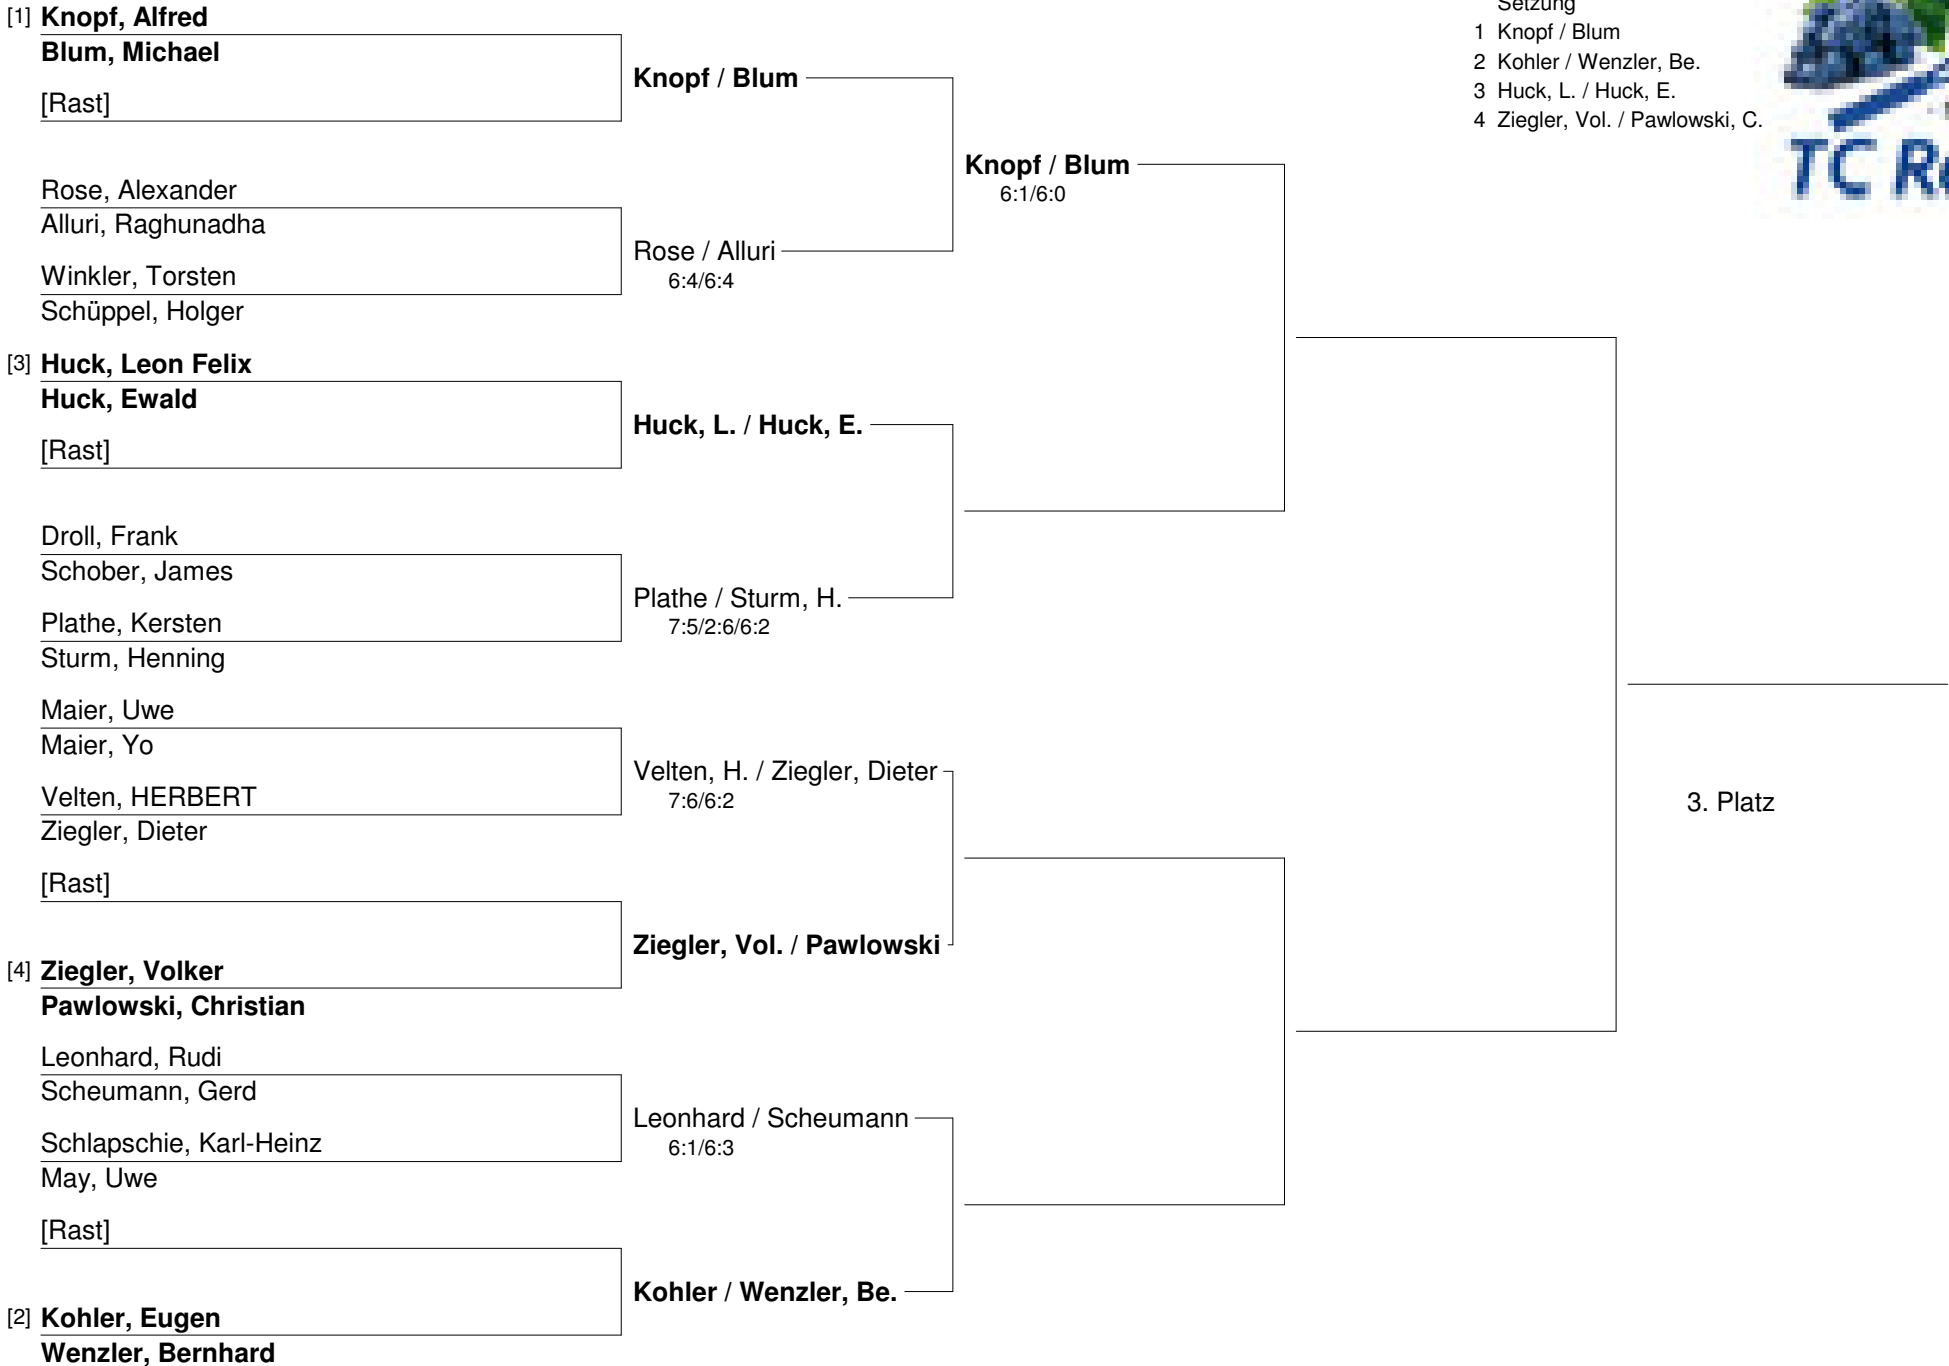 [1] Knopf, Alfred
Blum, Michael
[Rast]
Rose, Alexander
Alluri, Raghunadha
Winkler, Torsten
Schüppel, Holger
[3] Huck, Leon Felix
Huck, Ewald
[Rast]
Droll, Frank
Schober, James
Plathe, Kersten
Sturm, Henning
Maier, Uwe
Maier, Yo
Velten, HERBERT
Ziegler, Dieter
[Rast]
[4] Ziegler, Volker
Pawlowski, Christian
Leonhard, Rudi
Scheumann, Gerd
Schlapschie, Karl-Heinz
May, Uwe
[Rast]
[2] Kohler, Eugen
Wenzler, Bernhard
Knopf / Blum
Rose / Alluri
6:4/6:4
Huck, L. / Huck, E.
Plathe / Sturm, H.
7:5/2:6/6:2
Velten, H. / Ziegler, Dieter
7:6/6:2
Ziegler, Vol. / Pawlowski
Leonhard / Scheumann
6:1/6:3
Kohler / Wenzler, Be.
Knopf / Blum
6:1/6:0
3. Platz
Setzung
1 Knopf / Blum
2 Kohler / Wenzler, Be.
3 Huck, L. / Huck, E.
4 Ziegler, Vol. / Pawlowski, C.
TC